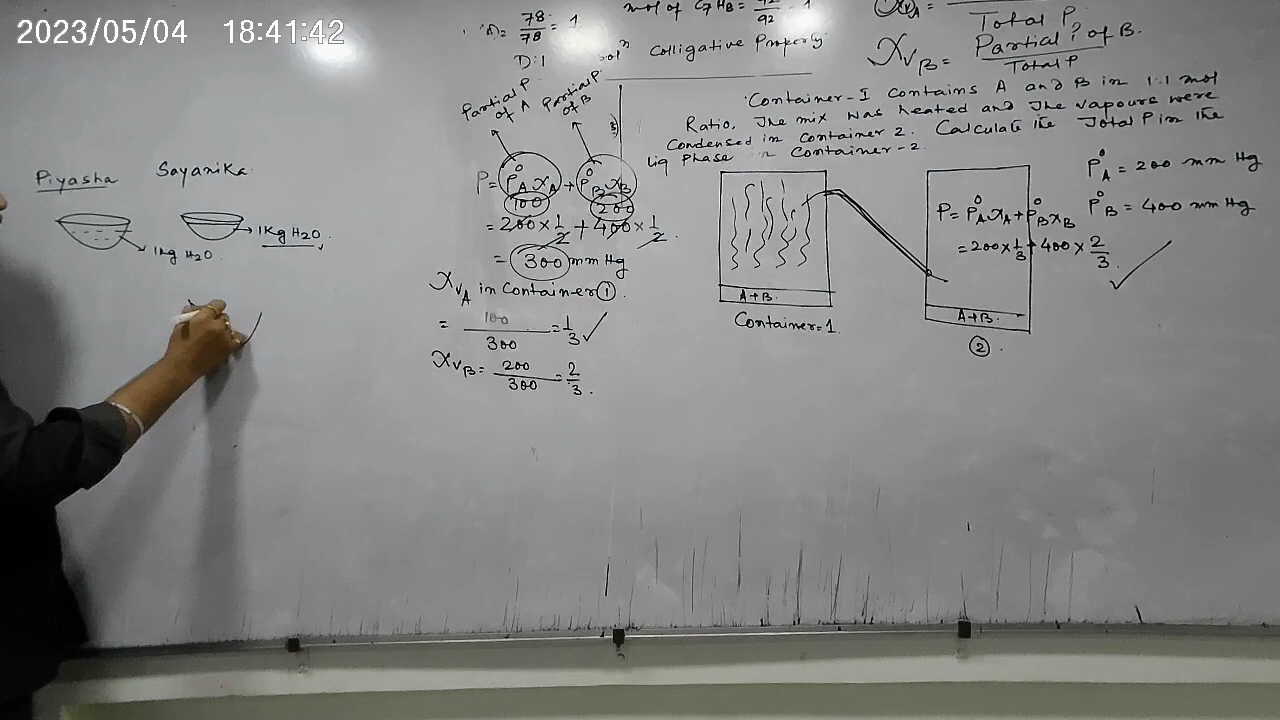 2023/05/04 18:41:42
78/78 = 1
D:1
mol of C7H8 = 92/92 1
Colligative Property
XvA =
Total P.
XvB = Partial P of B. / Total P
Container-I contains A and B in 1:1 mol
Ratio. The mix was heated and The vapours were
Condensed in Container 2. Calculate the Total P in the
Liq Phase in Container-2.
P°A = 200 mm Hg
P°B = 400 mm Hg
Partial P. of A
Partial P. of B
P = P°A XA + P°B XB
100 200
= 200 × 1/2 + 400 × 1/2
= 300 mm Hg
XvA in Container ①.
= 100/300 = 1/3 ✓
XvB = 200/300 = 2/3.
A+B.
Container=1.
P = P°A XA + P°B XB
= 200 × 1/3 + 400 × 2/3. ✓
A+B.
②
Piyasha Sayanika
1Kg H2O.
1Kg H2O.